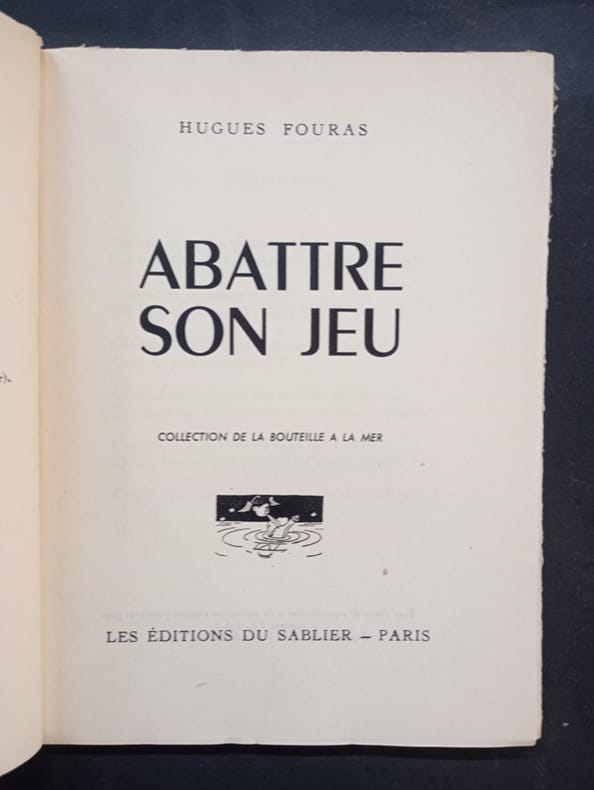 HUGUES FOURAS
ABATTRE
SON JEU
COLLECTION DE LA BOUTEILLE A LA MER
LES ÉDITIONS DU SABLIER – PARIS